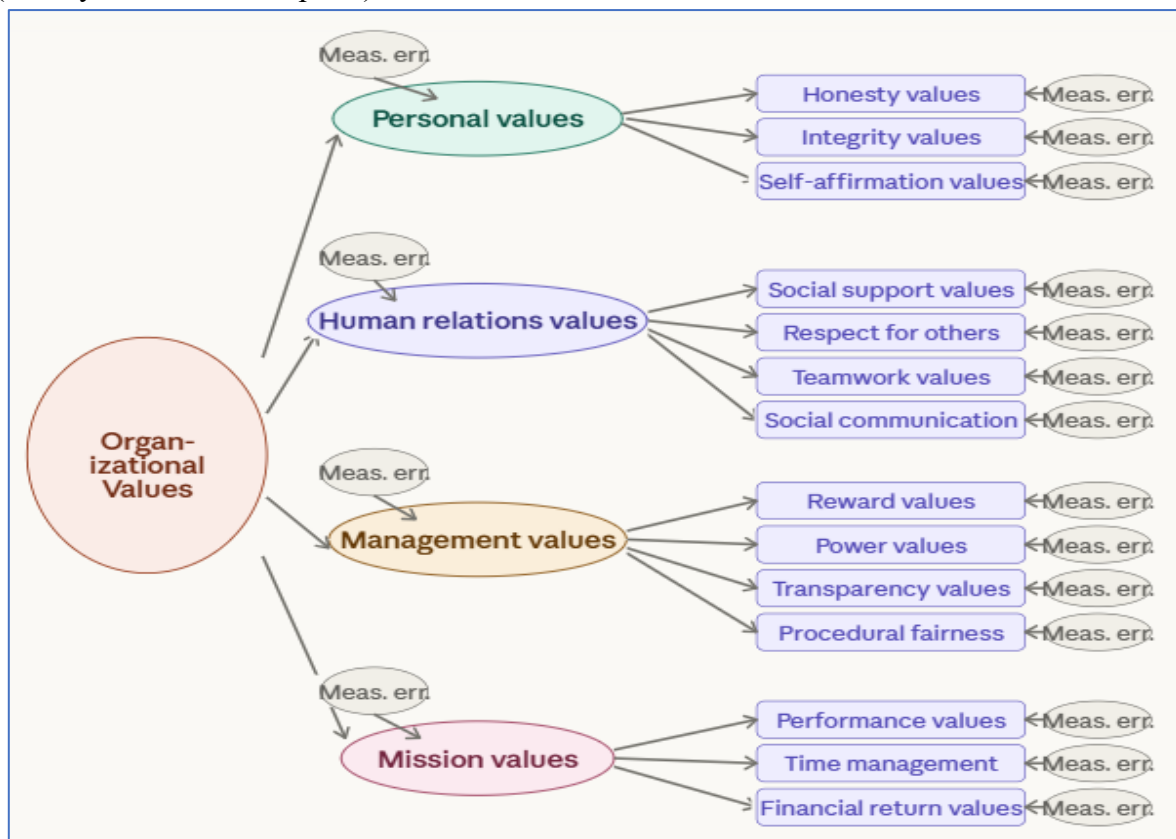 Meas. err.
Personal values
Honesty values
Meas. err.
Integrity values
Meas. err.
Self-affirmation values
Meas. err.
Meas. err.
Human relations values
Social support values
Meas. err.
Respect for others
Meas. err.
Teamwork values
Meas. err.
Social communication
Meas. err.
Organ-
izational
Values
Meas. err.
Management values
Reward values
Meas. err.
Power values
Meas. err.
Transparency values
Meas. err.
Procedural fairness
Meas. err.
Meas. err.
Mission values
Performance values
Meas. err.
Time management
Meas. err.
Financial return values
Meas. err.